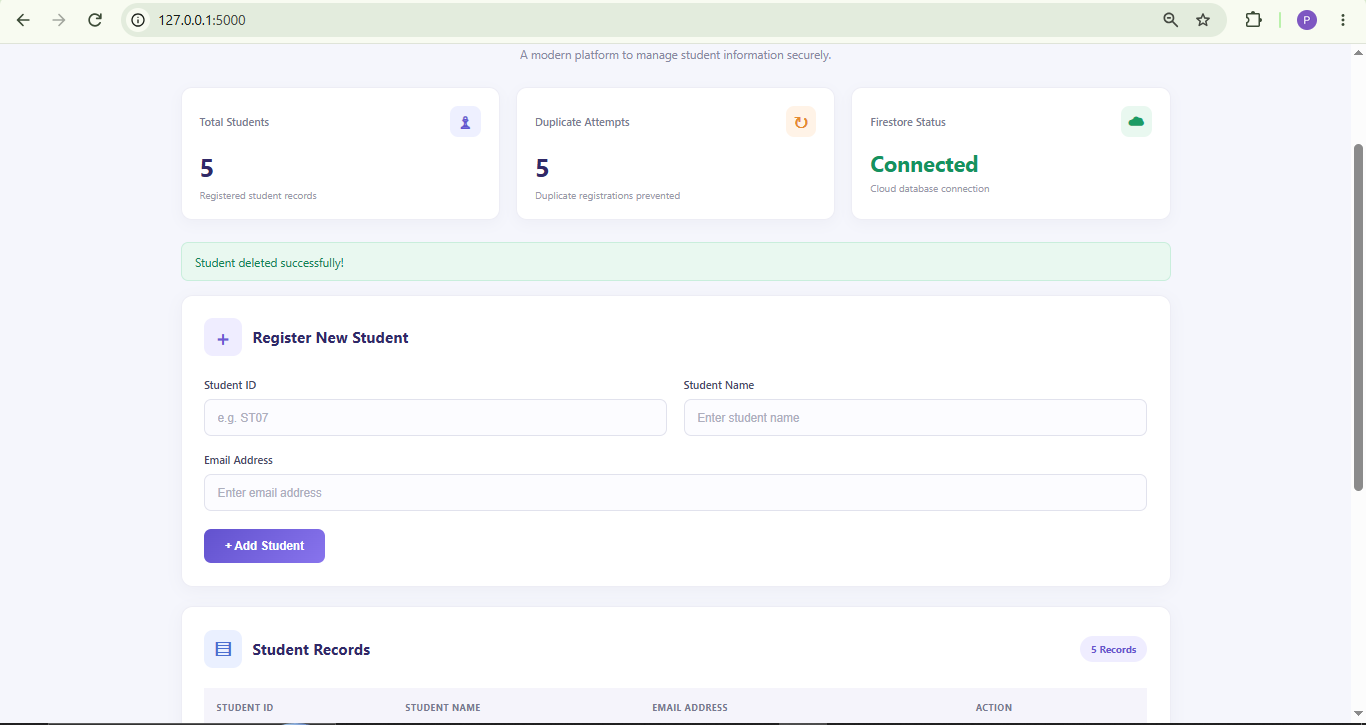 127.0.0.1:5000
P
A modern platform to manage student information securely.
Total Students
5
Registered student records
Duplicate Attempts
5
Duplicate registrations prevented
Firestore Status
Connected
Cloud database connection
Student deleted successfully!
+ Register New Student
Student ID
e.g. ST07
Student Name
Enter student name
Email Address
Enter email address
+ Add Student
Student Records
5 Records
STUDENT ID STUDENT NAME EMAIL ADDRESS ACTION